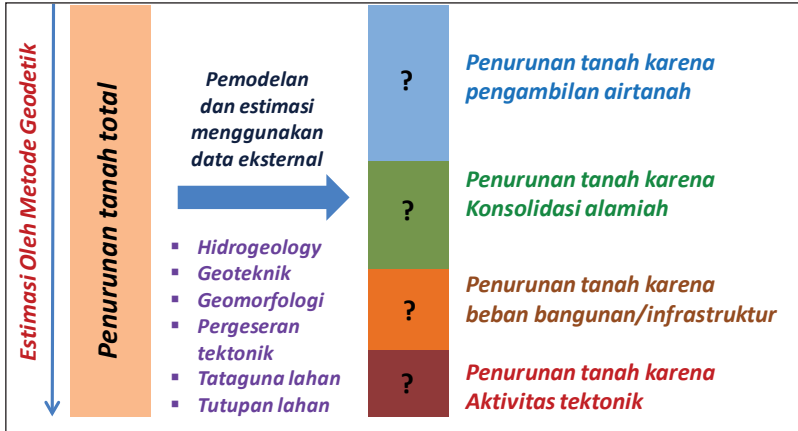 Estimasi Oleh Metode Geodetik
Penurunan tanah total
Pemodelan
dan estimasi
menggunakan
data eksternal
▪ Hidrogeology
▪ Geoteknik
▪ Geomorfologi
▪ Pergeseran
tektonik
▪ Tataguna lahan
▪ Tutupan lahan
?
Penurunan tanah karena
pengambilan airtanah
?
Penurunan tanah karena
Konsolidasi alamiah
?
Penurunan tanah karena
beban bangunan/infrastruktur
?
Penurunan tanah karena
Aktivitas tektonik